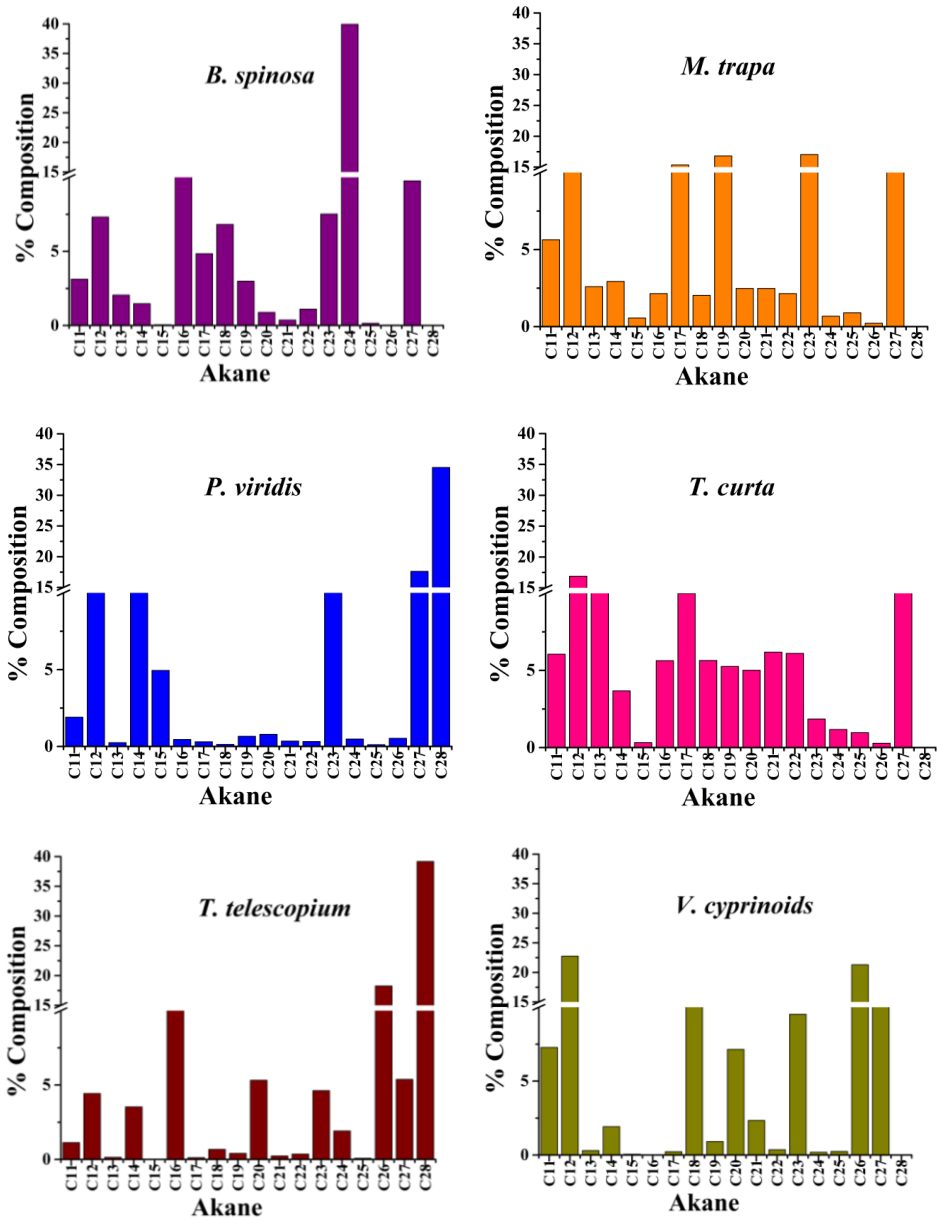 B. spinosa
% Composition
40
35
30
25
20
15
5
0
C11 C12 C13 C14 C15 C16 C17 C18 C19 C20 C21 C22 C23 C24 C25 C26 C27 C28
Akane
M. trapa
% Composition
40
35
30
25
20
15
5
0
C11 C12 C13 C14 C15 C16 C17 C18 C19 C20 C21 C22 C23 C24 C25 C26 C27 C28
Akane
P. viridis
% Composition
40
35
30
25
20
15
5
0
C11 C12 C13 C14 C15 C16 C17 C18 C19 C20 C21 C22 C23 C24 C25 C26 C27 C28
Akane
T. curta
% Composition
40
35
30
25
20
15
5
0
C11 C12 C13 C14 C15 C16 C17 C18 C19 C20 C21 C22 C23 C24 C25 C26 C27 C28
Akane
T. telescopium
% Composition
40
35
30
25
20
15
5
0
C11 C12 C13 C14 C15 C16 C17 C18 C19 C20 C21 C22 C23 C24 C25 C26 C27 C28
Akane
V. cyprinoids
% Composition
40
35
30
25
20
15
5
0
C11 C12 C13 C14 C15 C16 C17 C18 C19 C20 C21 C22 C23 C24 C25 C26 C27 C28
Akane